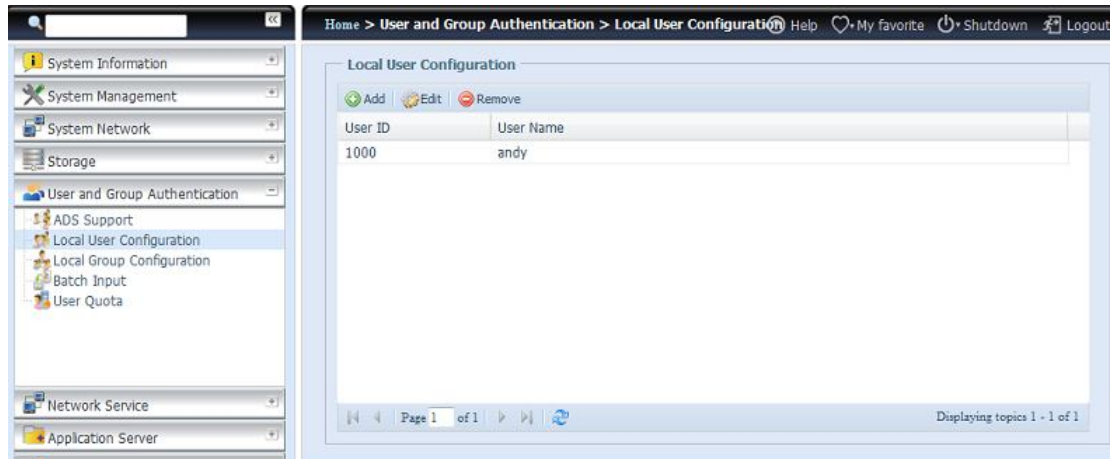 Home > User and Group Authentication > Local User Configuration Help My favorite Shutdown Logout
System Information
System Management
System Network
Storage
User and Group Authentication
ADS Support
Local User Configuration
Local Group Configuration
Batch Input
User Quota
Network Service
Application Server
Local User Configuration
Add Edit Remove
User ID User Name
1000 andy
Page 1 of 1 Displaying topics 1 - 1 of 1